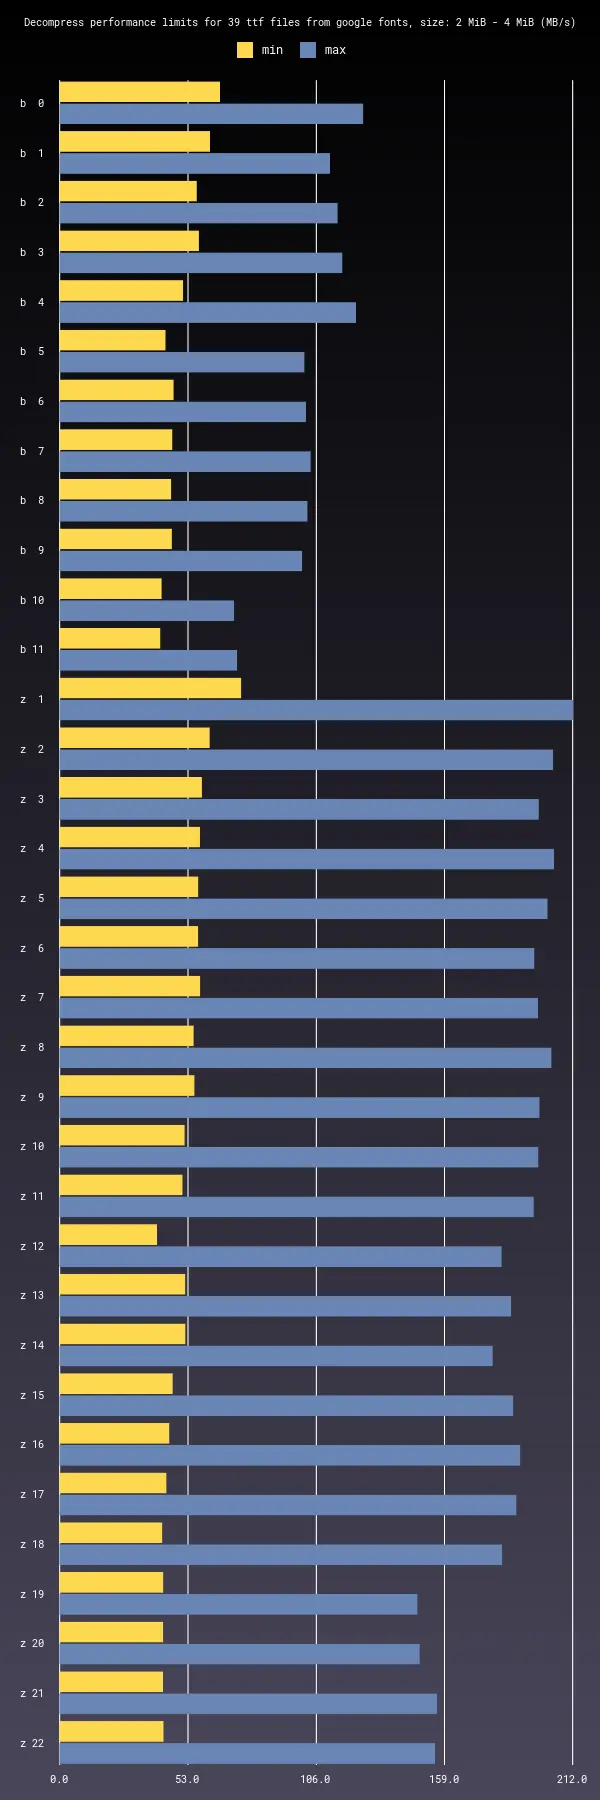 Decompress performance limits for 39 ttf files from google fonts, size: 2 MiB - 4 MiB (MB/s)
min max
b 0
b 1
b 2
b 3
b 4
b 5
b 6
b 7
b 8
b 9
b 10
b 11
z 1
z 2
z 3
z 4
z 5
z 6
z 7
z 8
z 9
z 10
z 11
z 12
z 13
z 14
z 15
z 16
z 17
z 18
z 19
z 20
z 21
z 22
0.0 53.0 106.0 159.0 212.0